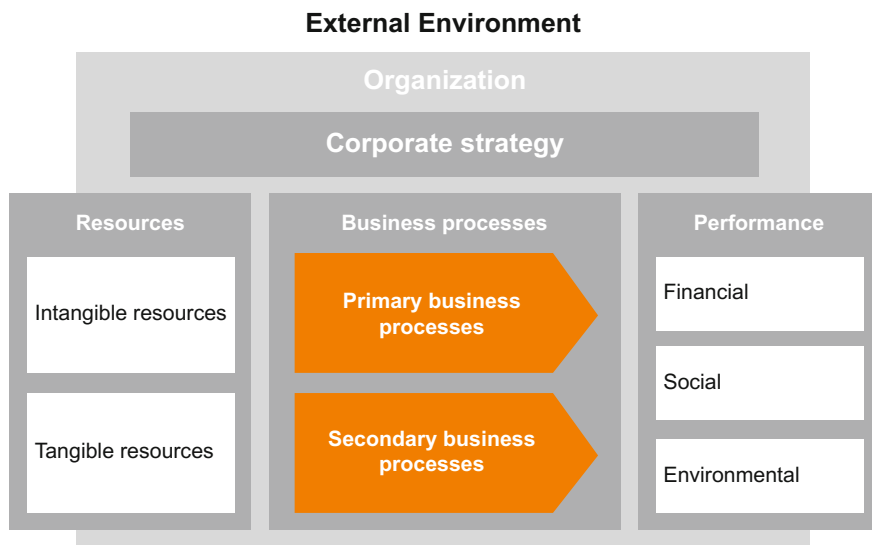 External Environment
Organization
Corporate strategy
Resources
Intangible resources
Tangible resources
Business processes
Primary business
processes
Secondary business
processes
Performance
Financial
Social
Environmental